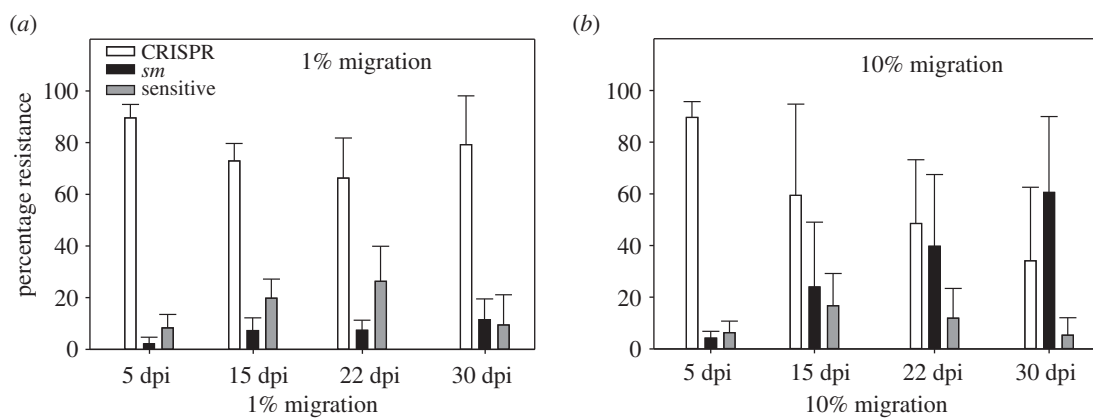 (a)
CRISPR
sm
sensitive
1% migration
percentage resistance
100
80
60
40
20
0
5 dpi 15 dpi 22 dpi 30 dpi
1% migration
(b)
10% migration
100
80
60
40
20
0
5 dpi 15 dpi 22 dpi 30 dpi
10% migration